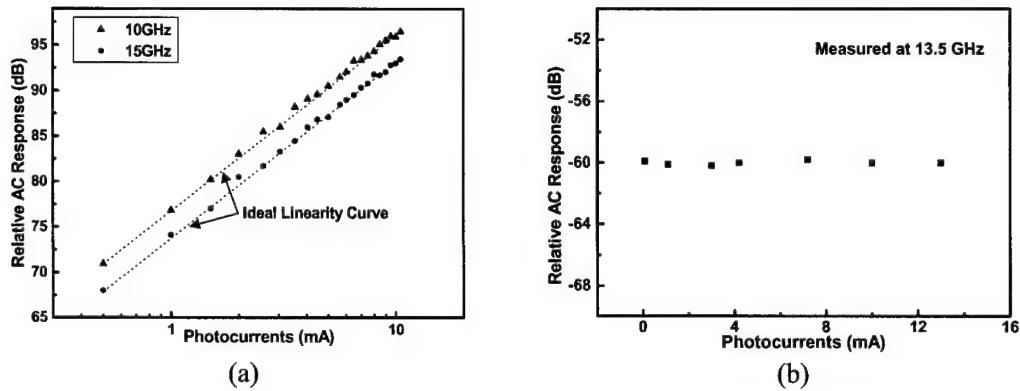 10GHz
15GHz
95
90
85
80
75
70
65
Relative AC Response (dB)
Ideal Linearity Curve
1
10
Photocurrents (mA)
(a)
Measured at 13.5 GHz
-52
-56
-60
-64
-68
Relative AC Response (dB)
0
4
8
12
16
Photocurrents (mA)
(b)